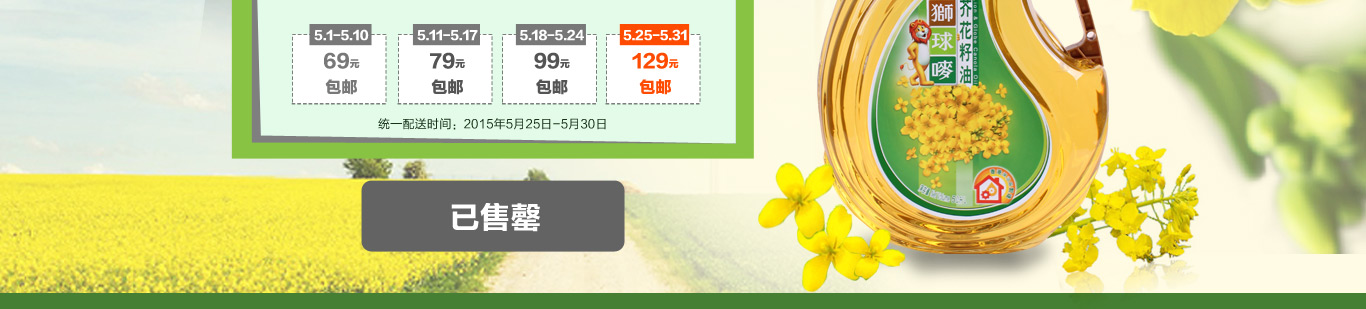 5.1-5.10 5.11-5.17 5.18-5.24 5.25-5.31
69元 79元 99元 129元
包邮 包邮 包邮 包邮
统一配送时间：2015年5月25日-5月30日
已售罄
獅球嘜
芥花籽油